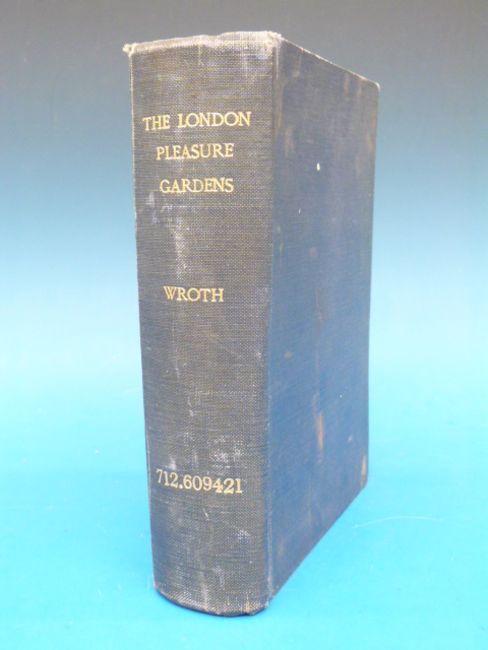 THE LONDON
PLEASURE
GARDENS
WROTH
712.609421